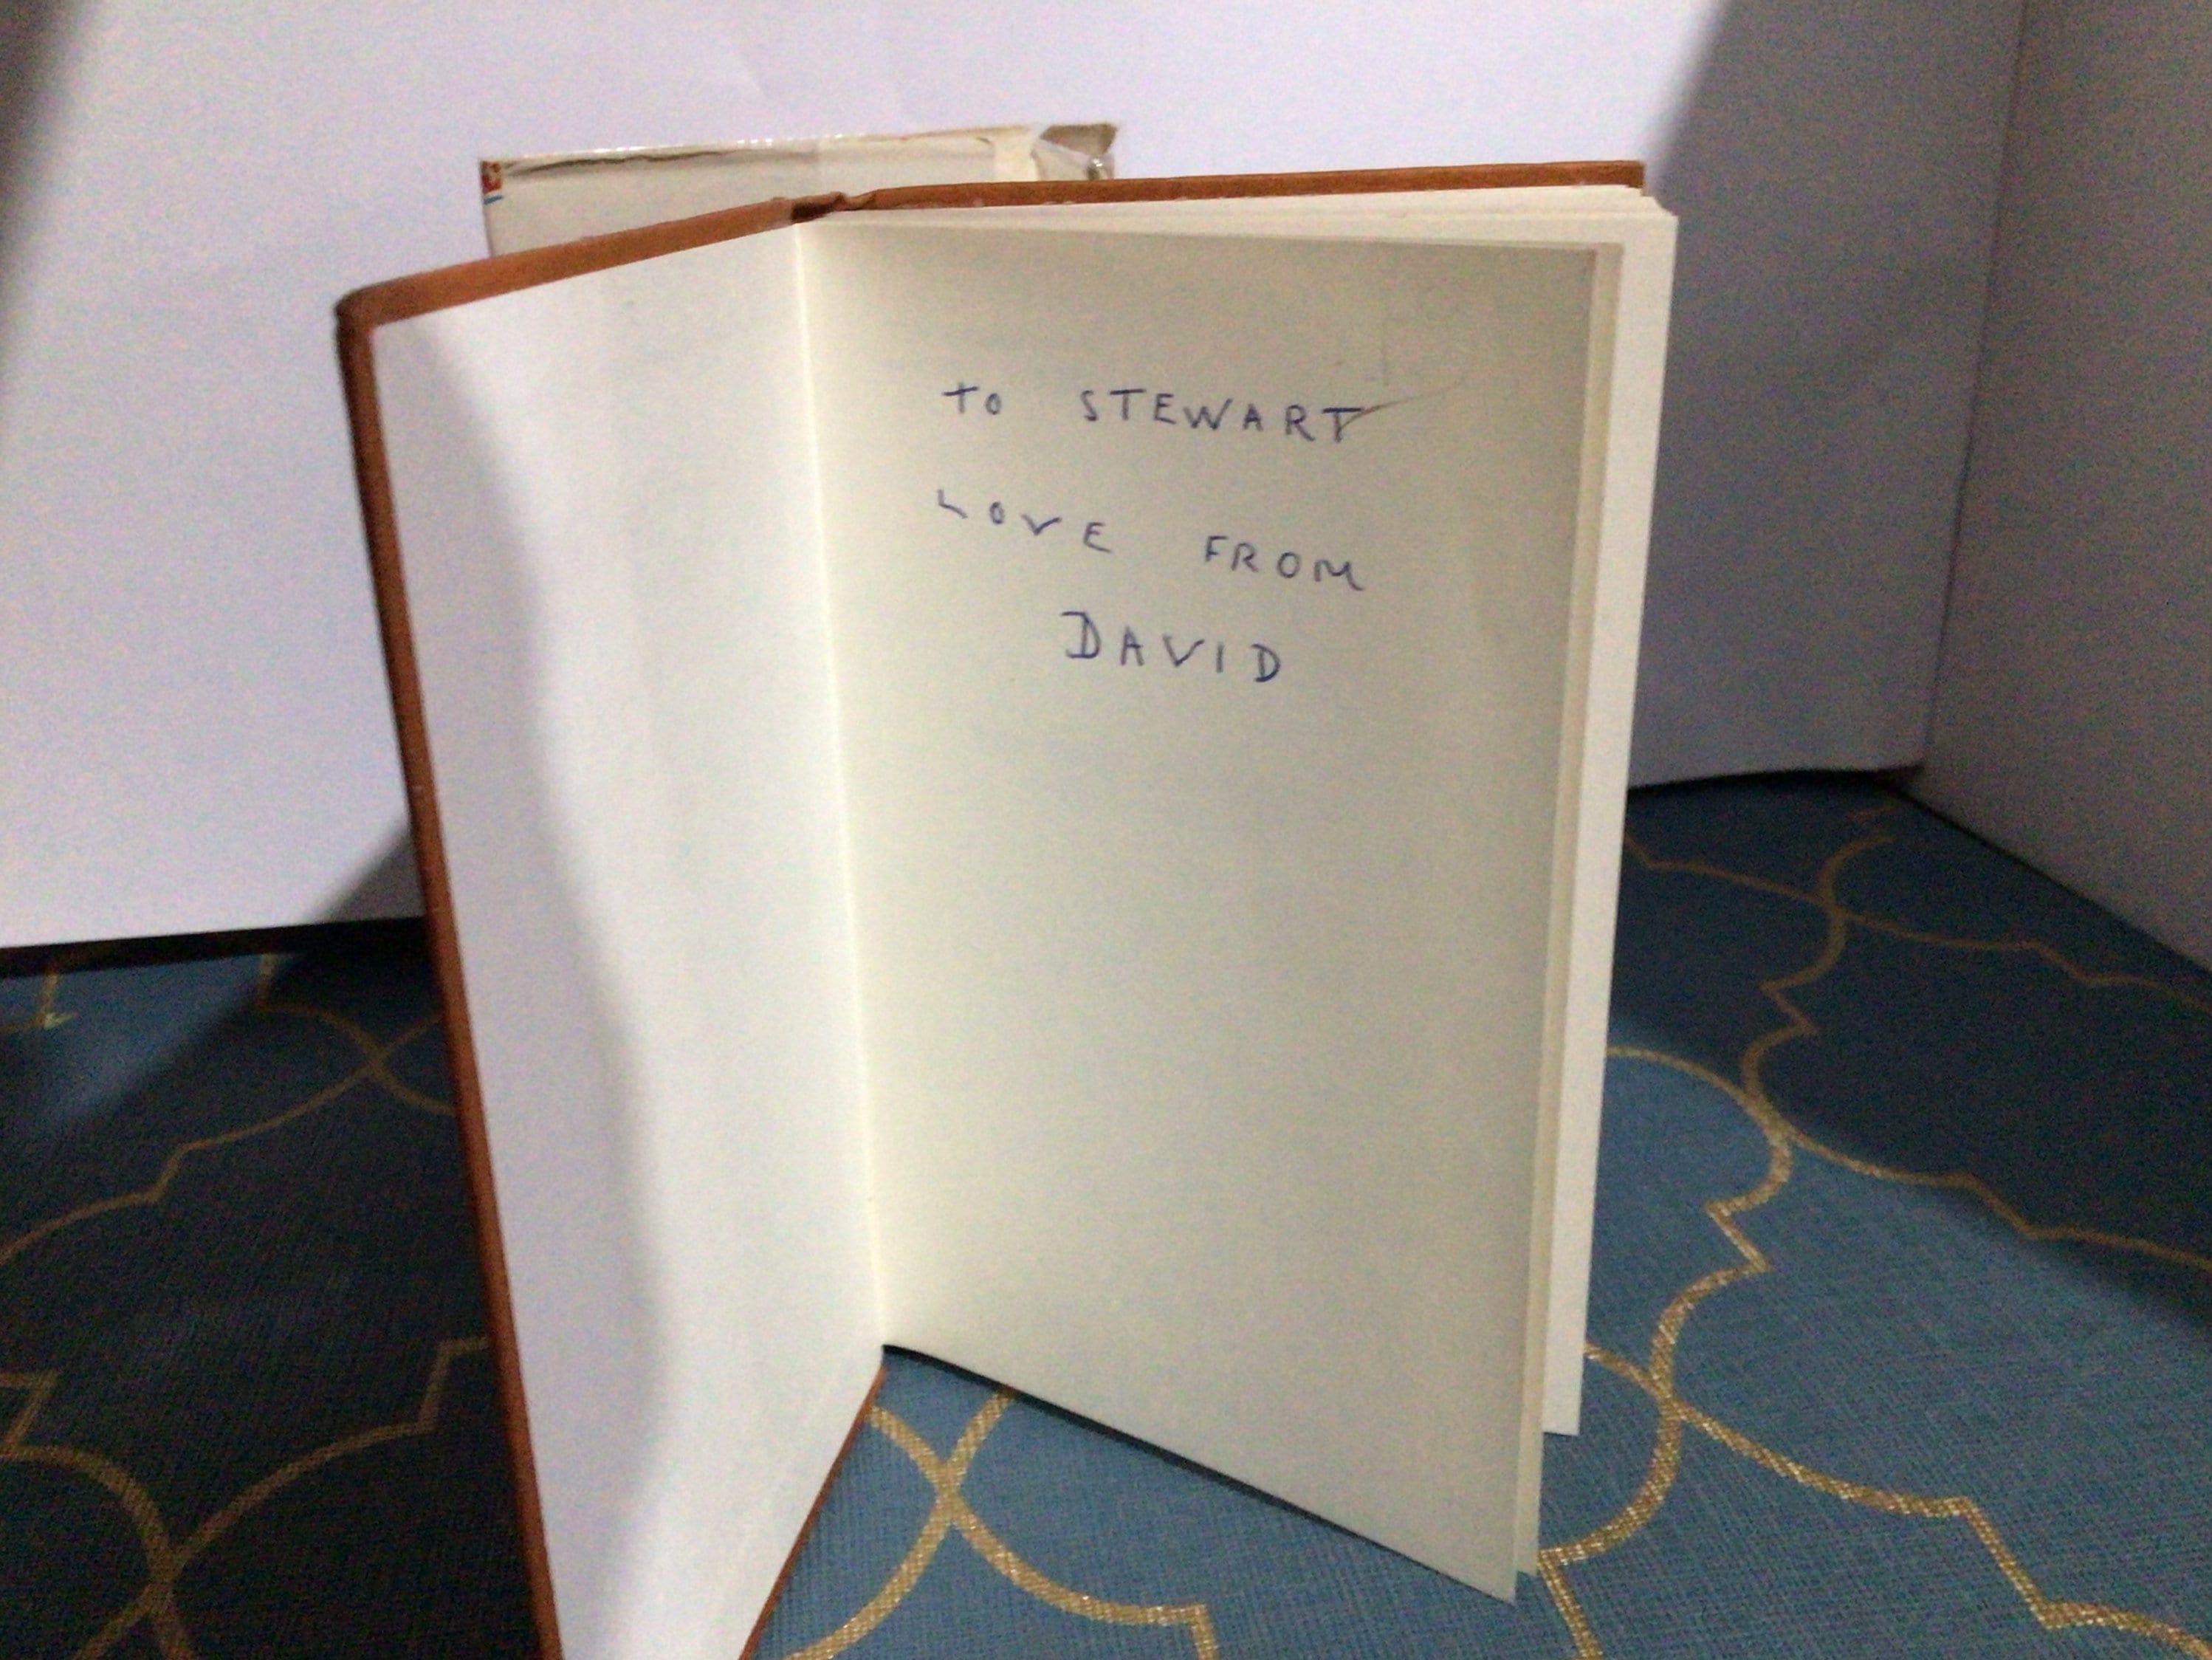 To STEWART
LOVE FROM
DAVID